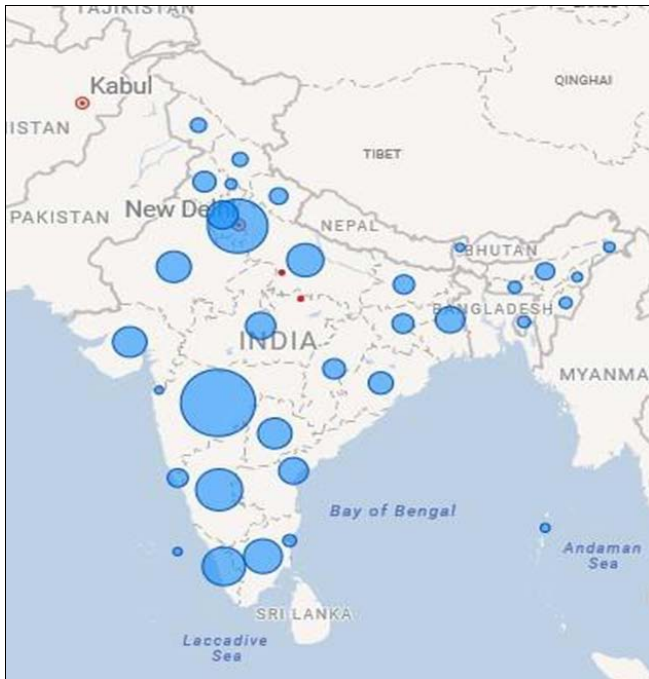 TAJIKISTAN
Kabul
QINGHAI
ISTAN
TIBET
PAKISTAN
New Delhi
NEPAL
BHUTAN
BANGLADESH
INDIA
MYANMA
Bay of Bengal
Andaman
Sea
SRI LANKA
Laccadive
Sea